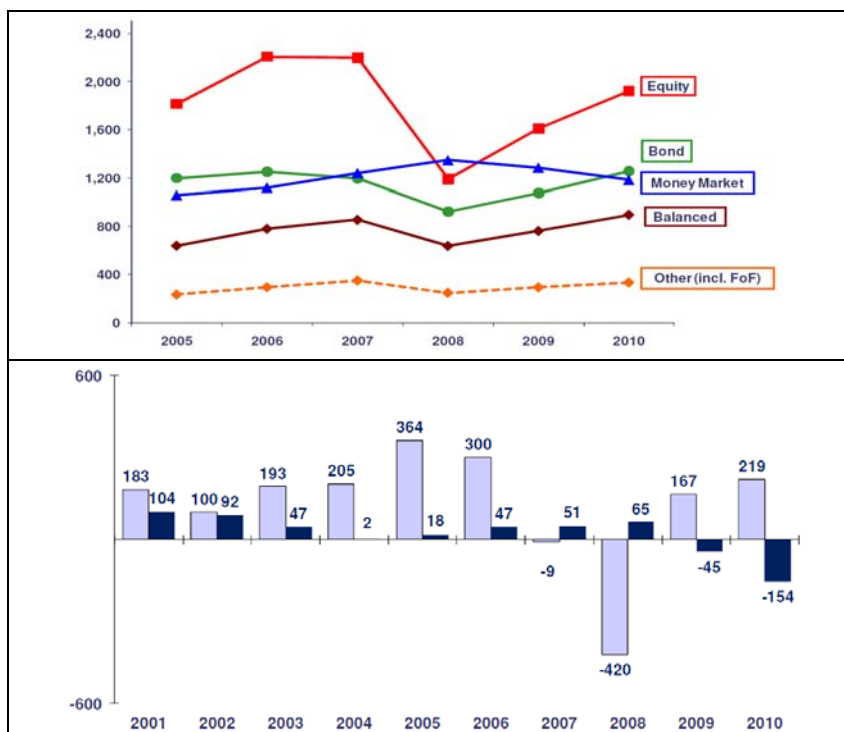 2,400
2,000
1,600
1,200
800
400
0
Equity
Bond
Money Market
Balanced
Other (incl. FoF)
2005 2006 2007 2008 2009 2010
600
-600
183 104 100 92 193 47 205 2 364 18 300 47 -9 51 -420 65 167 -45 219 -154
2001 2002 2003 2004 2005 2006 2007 2008 2009 2010